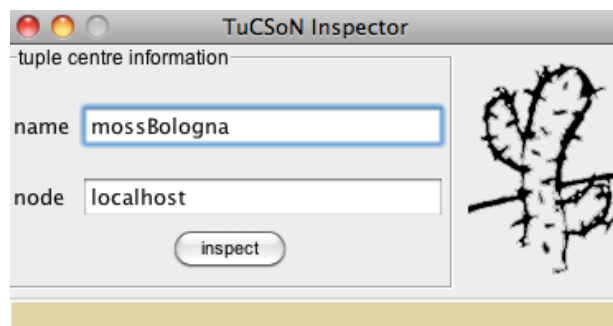 TuCSoN Inspector
tuple centre information
name mossBologna
node localhost
inspect